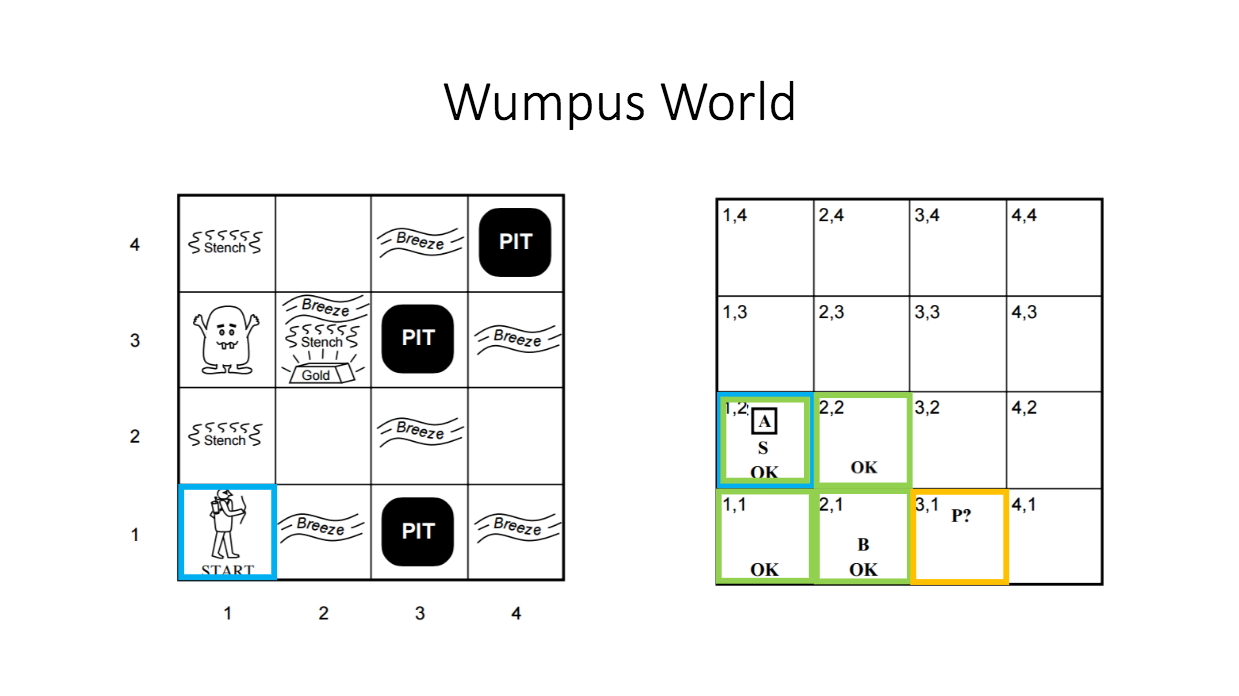 Wumpus World
4
Stench
Breeze
PIT
3
Breeze
Stench
Gold
PIT
Breeze
2
Stench
Breeze
1
START
Breeze
PIT
Breeze
1 2 3 4
1,4 2,4 3,4 4,4
1,3 2,3 3,3 4,3
1,2 2,2 3,2 4,2
A
S
OK OK
1,1 2,1 3,1 4,1
P?
B
OK OK